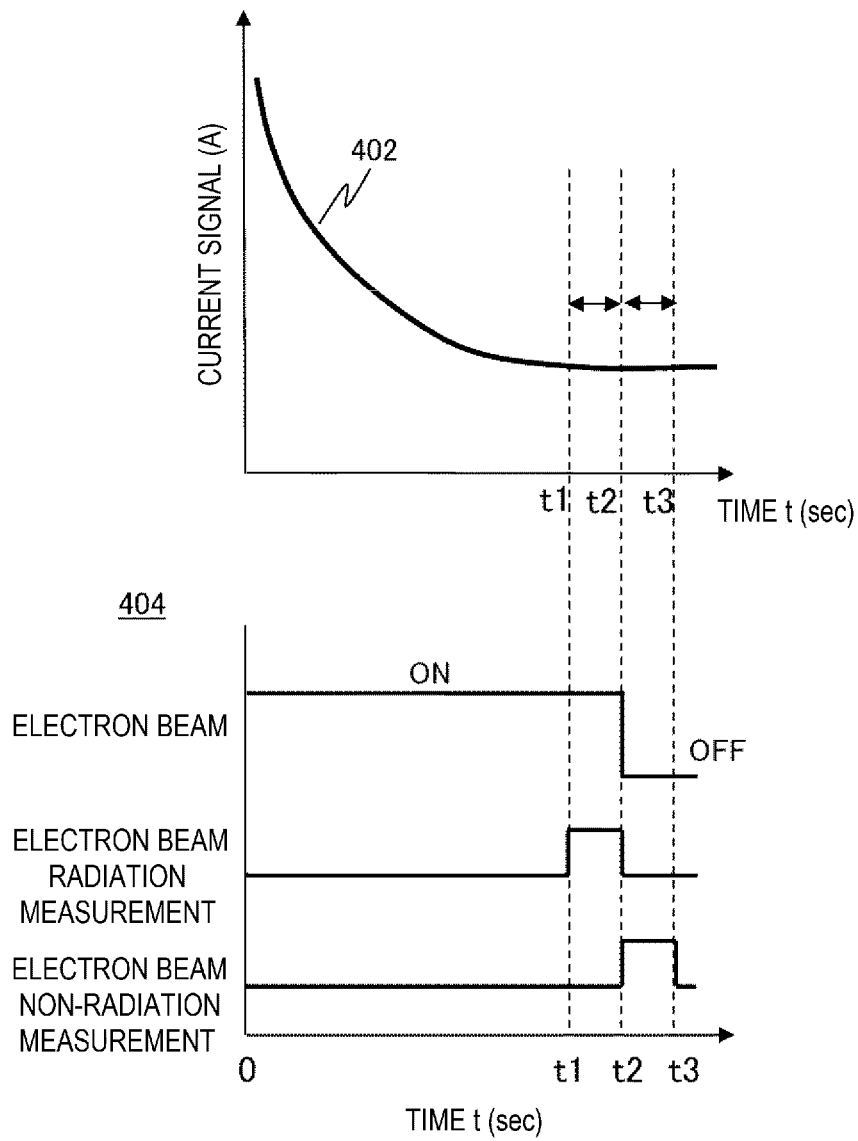 CURRENT SIGNAL (A)
402
t1 t2 t3
TIME t (sec)
404
ON
ELECTRON BEAM
OFF
ELECTRON BEAM
RADIATION
MEASUREMENT
ELECTRON BEAM
NON-RADIATION
MEASUREMENT
0 t1 t2 t3
TIME t (sec)